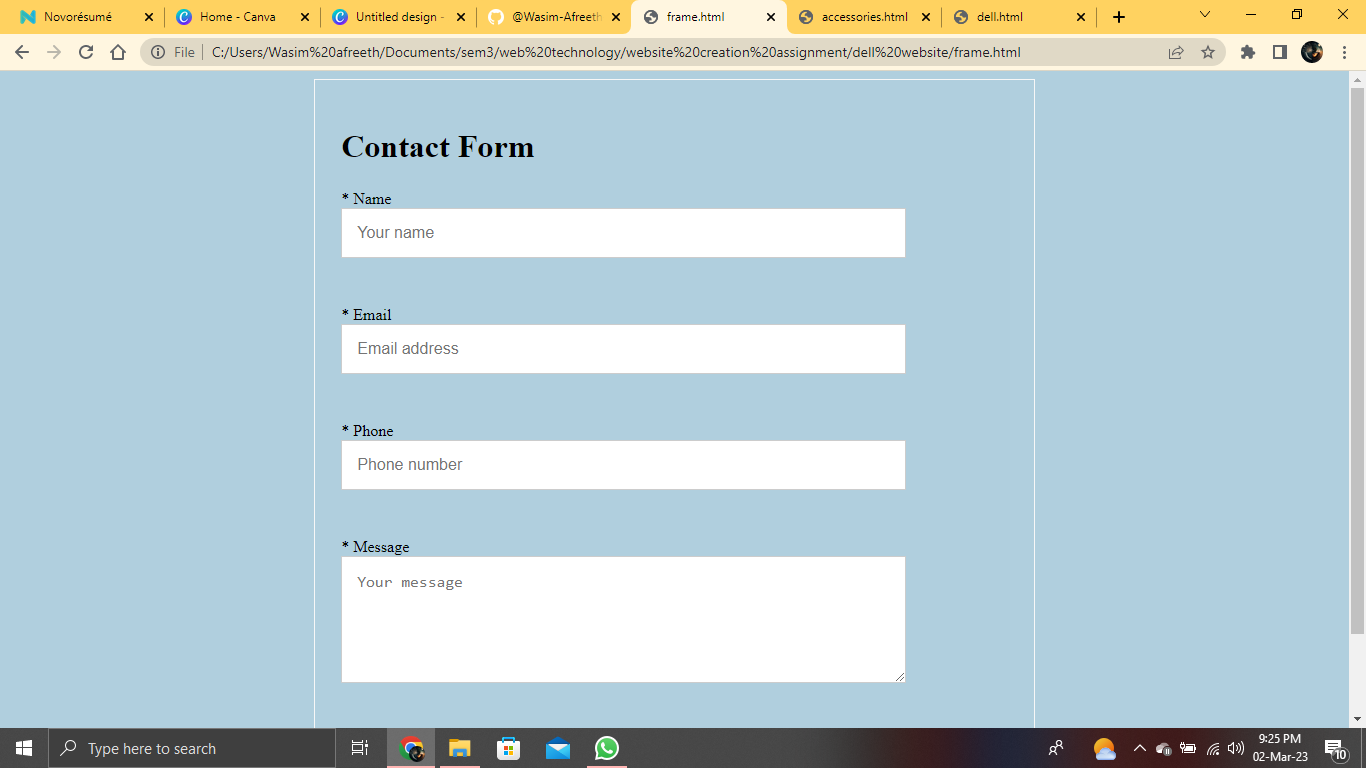 Novorésumé
Home - Canva
Untitled design -
@Wasim-Afreeth
frame.html
accessories.html
dell.html
File
C:/Users/Wasim%20afreeth/Documents/sem3/web%20technology/website%20creation%20assignment/dell%20website/frame.html
Contact Form
* Name
Your name
* Email
Email address
* Phone
Phone number
* Message
Your message
Type here to search
9:25 PM
02-Mar-23
10